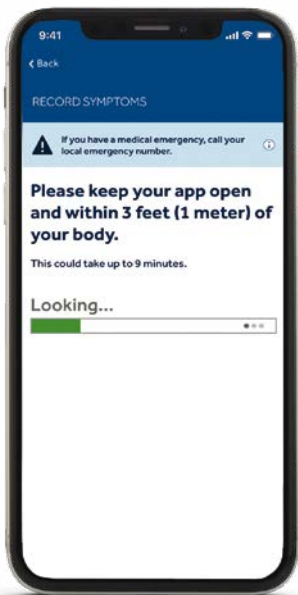 9:41
Back
RECORD SYMPTOMS
If you have a medical emergency, call your
local emergency number.
Please keep your app open
and within 3 feet (1 meter) of
your body.
This could take up to 9 minutes.
Looking...